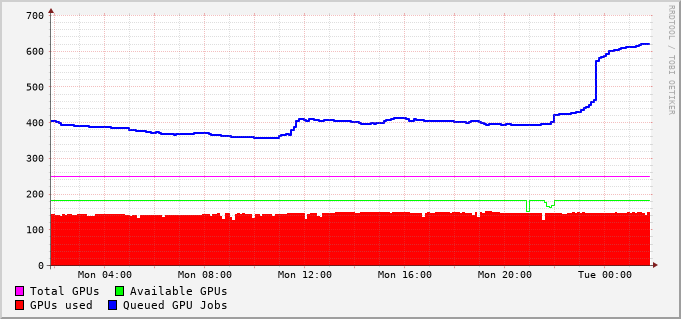 700
600
500
400
300
200
100
0
Mon 04:00 Mon 08:00 Mon 12:00 Mon 16:00 Mon 20:00 Tue 00:00
Total GPUs Available GPUs
GPUs used Queued GPU Jobs
RRDTOOL / TOBI OETIKER